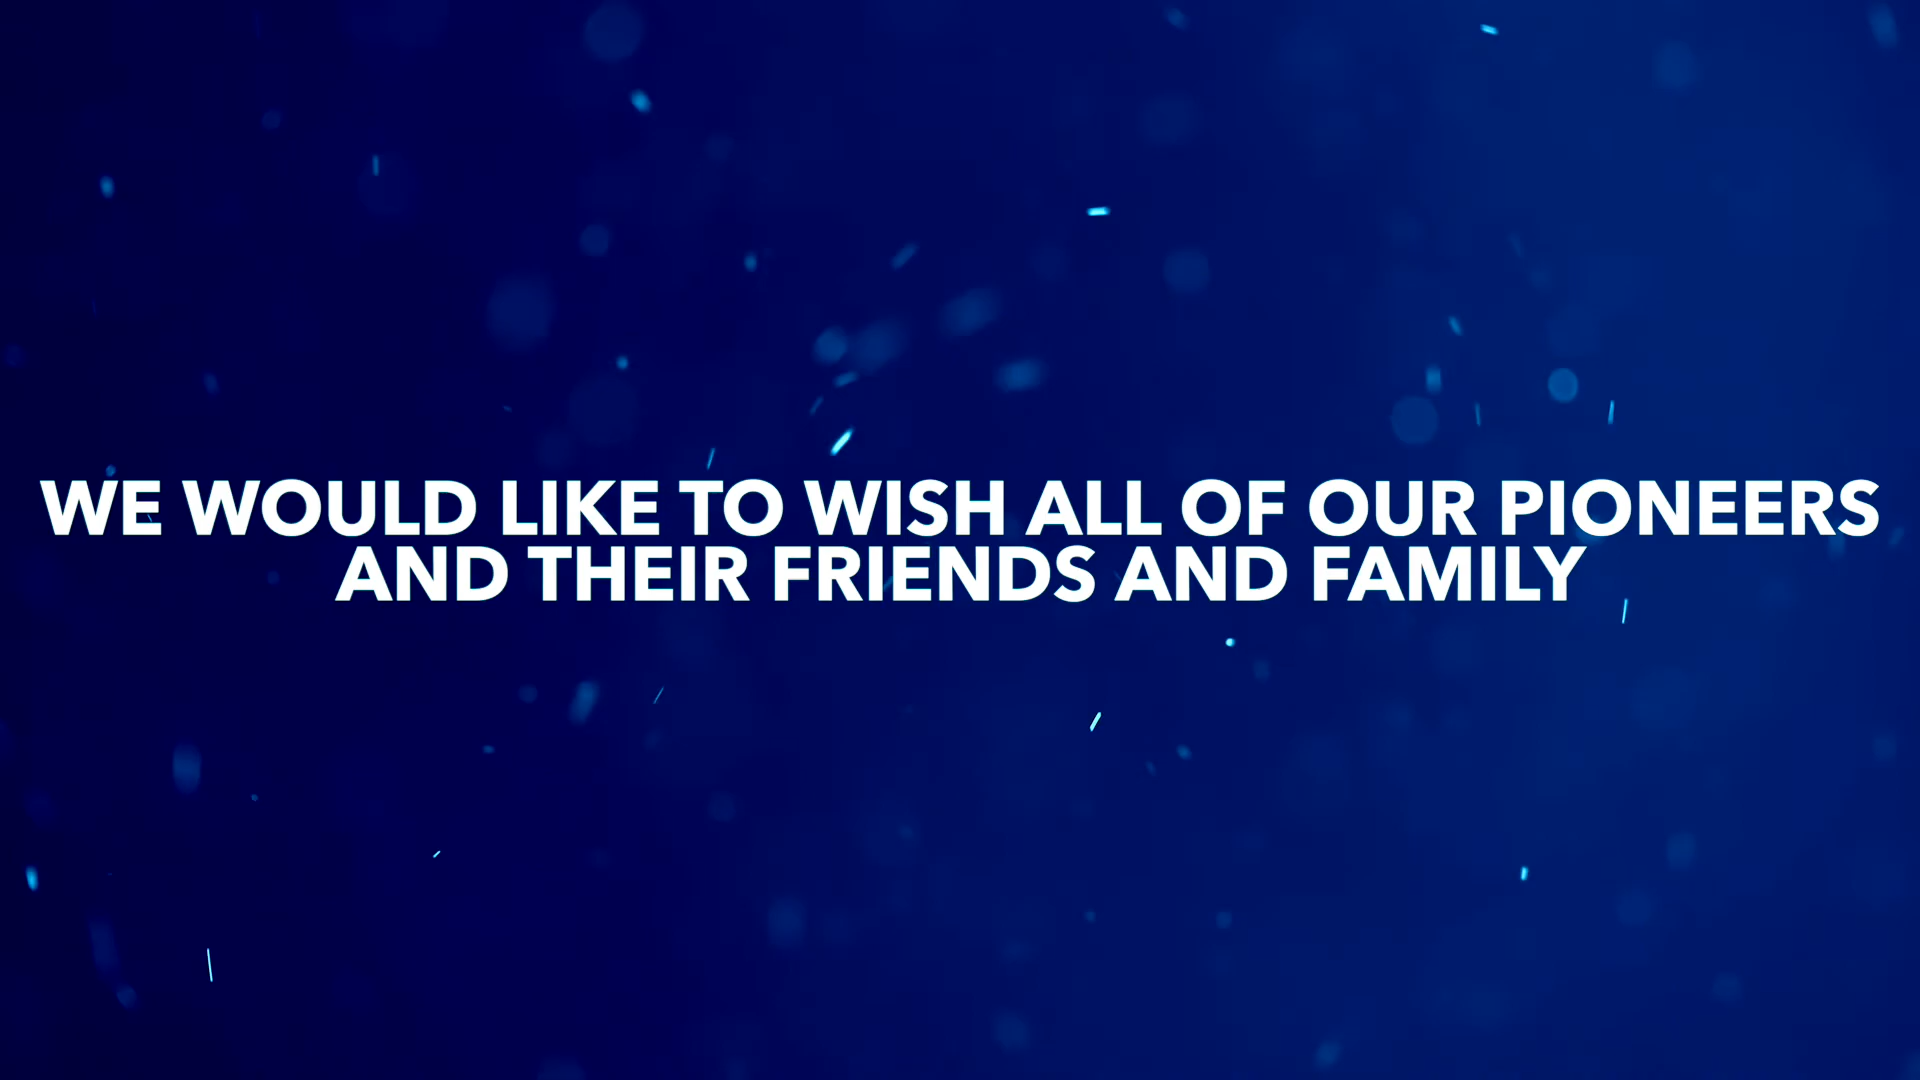 WE WOULD LIKE TO WISH ALL OF OUR PIONEERS
AND THEIR FRIENDS AND FAMILY